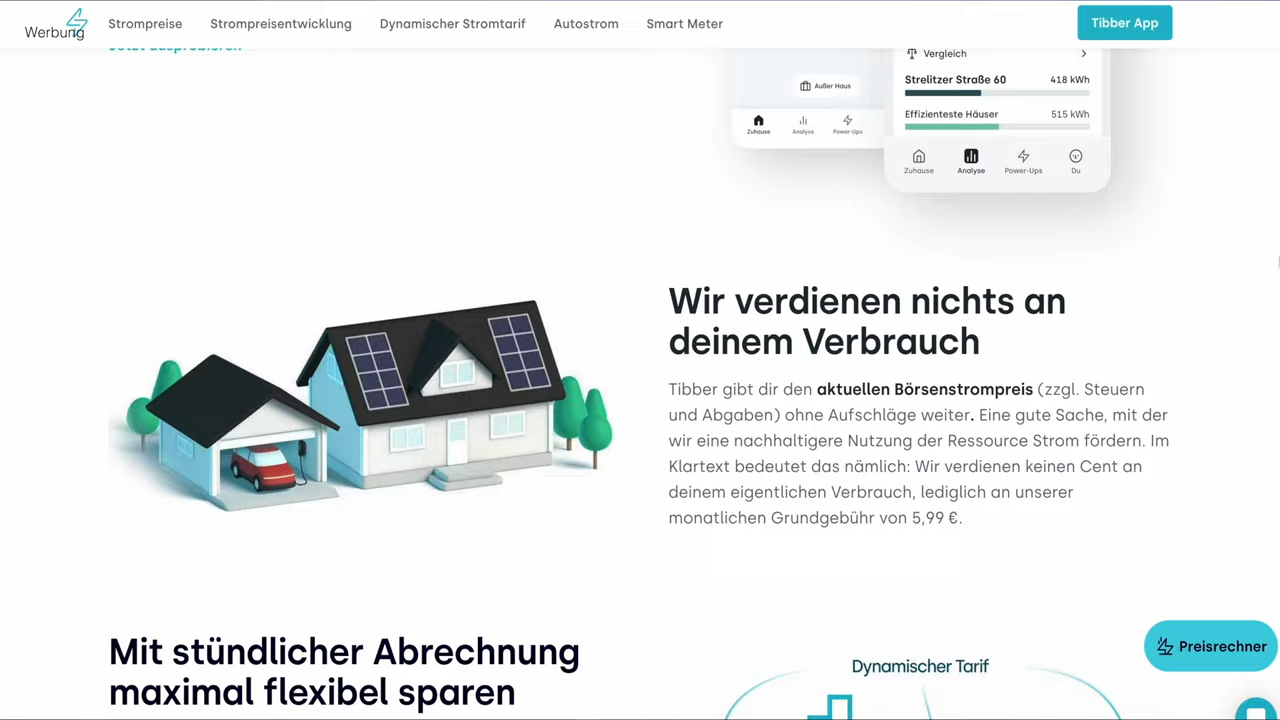 Werbung
Strompreise
Strompreisentwicklung
Dynamischer Stromtarif
Autostrom
Smart Meter
Tibber App
Jetzt ausprobieren
Außer Haus
Zuhause
Analyse
Power-Ups
Vergleich
Strelitzer Straße 60 418 kWh
Effizienteste Häuser 515 kWh
Zuhause
Analyse
Power-Ups
Du
Wir verdienen nichts an
deinem Verbrauch
Tibber gibt dir den aktuellen Börsenstrompreis (zzgl. Steuern
und Abgaben) ohne Aufschläge weiter. Eine gute Sache, mit der
wir eine nachhaltigere Nutzung der Ressource Strom fördern. Im
Klartext bedeutet das nämlich: Wir verdienen keinen Cent an
deinem eigentlichen Verbrauch, lediglich an unserer
monatlichen Grundgebühr von 5,99 €.
Mit stündlicher Abrechnung
maximal flexibel sparen
Dynamischer Tarif
Preisrechner